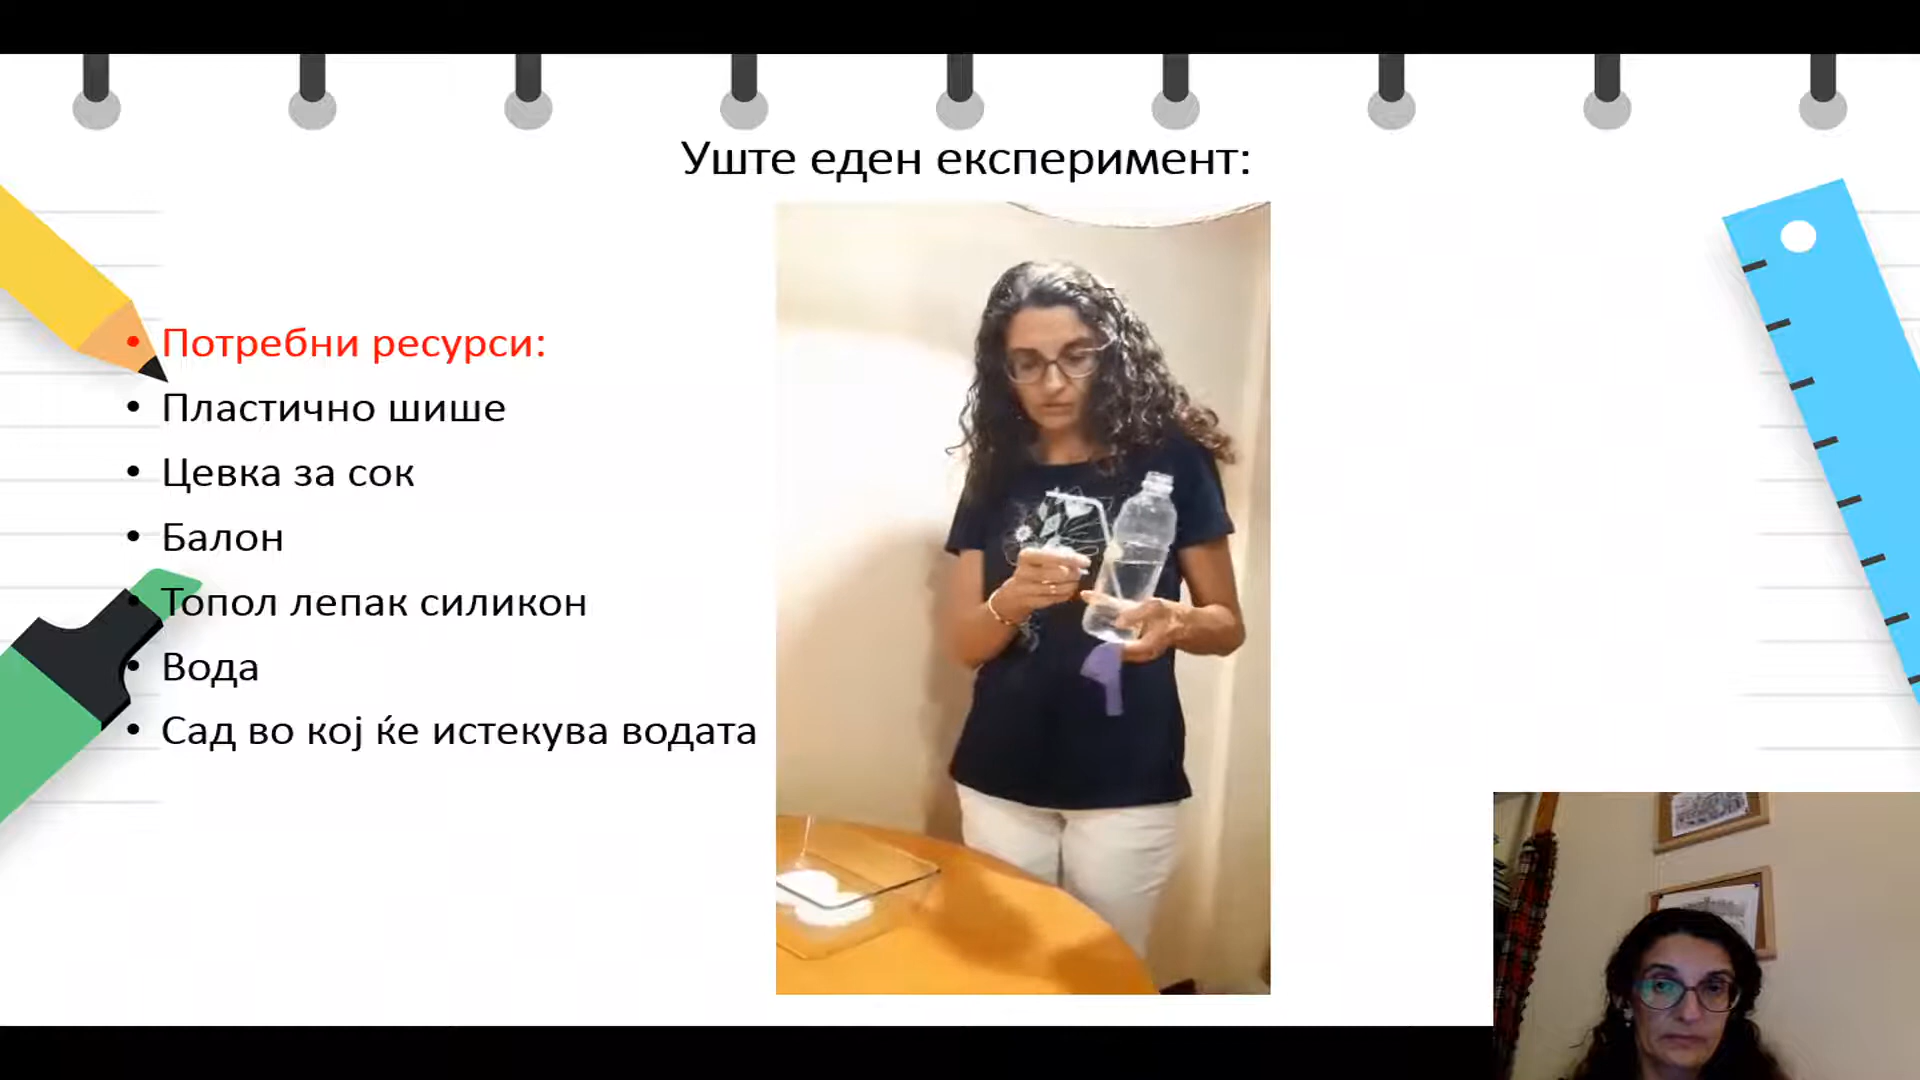 Уште еден експеримент:
• Потребни ресурси:
• Пластично шише
• Цевка за сок
• Балон
• Топол лепак силикон
• Вода
• Сад во кој ќе истекува водата